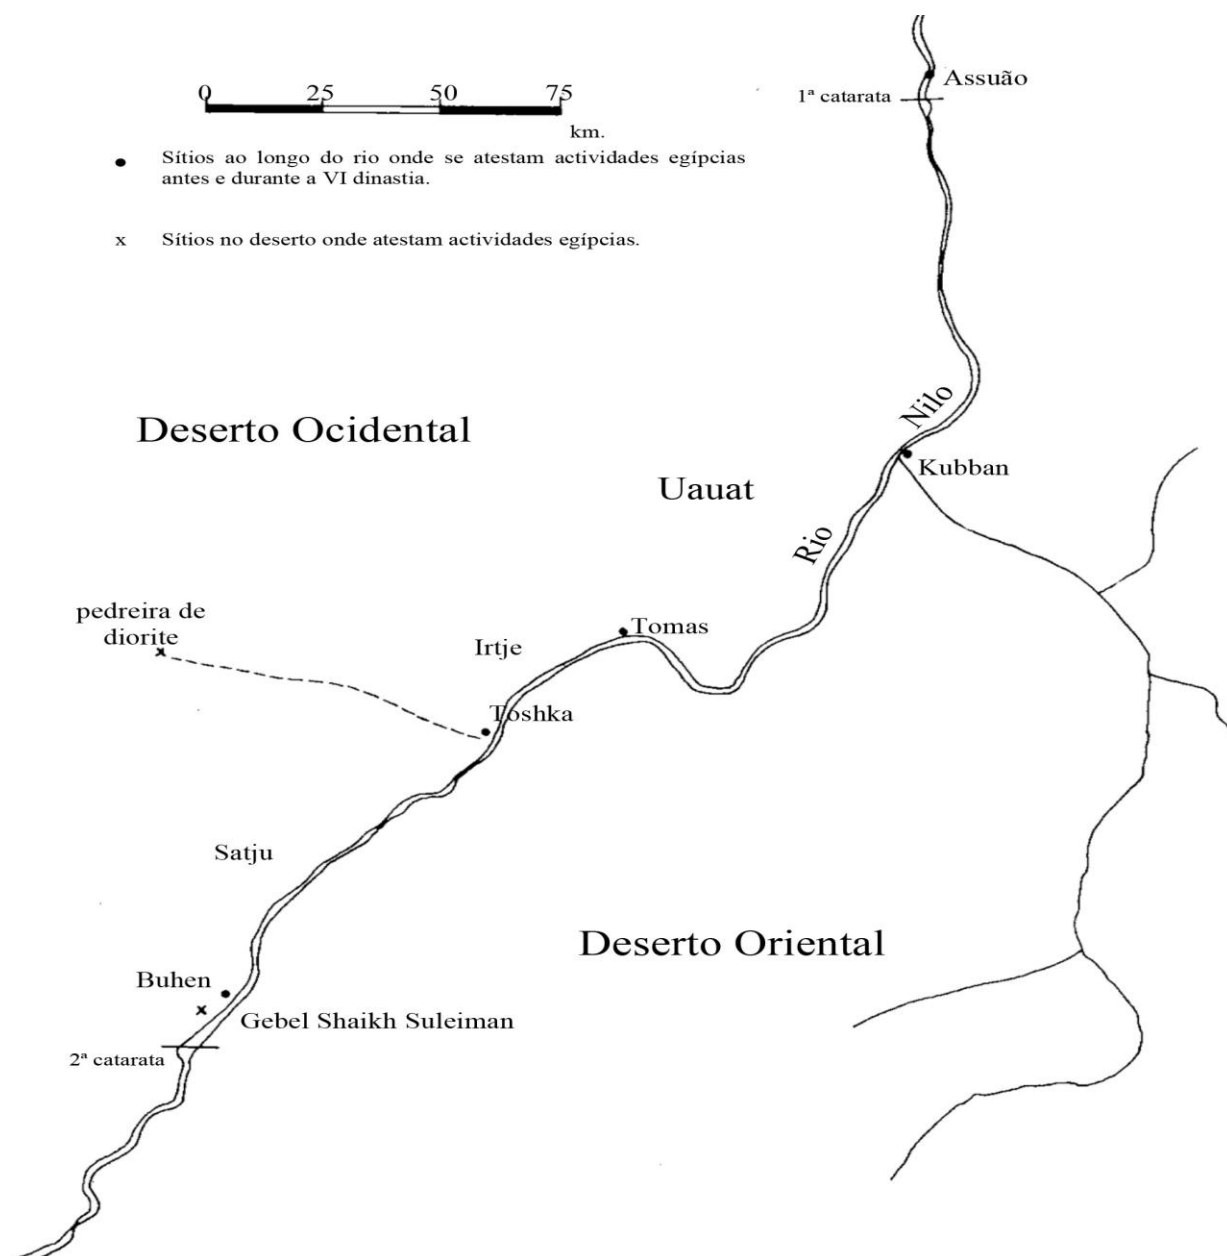 Assuão
0 25 50 75
1ª catarata
km.
Sítios ao longo do rio onde se atestam actividades egípcias
antes e durante a VI dinastia.
x Sítios no deserto onde atestam actividades egípcias.
Nilo
Deserto Ocidental
Kubban
Uauat
Rio
pedreira de
diorite
Tomas
Irtje
x
Toshka
Satju
Deserto Oriental
Buhen
x
Gebel Shaikh Suleiman
2ª catarata